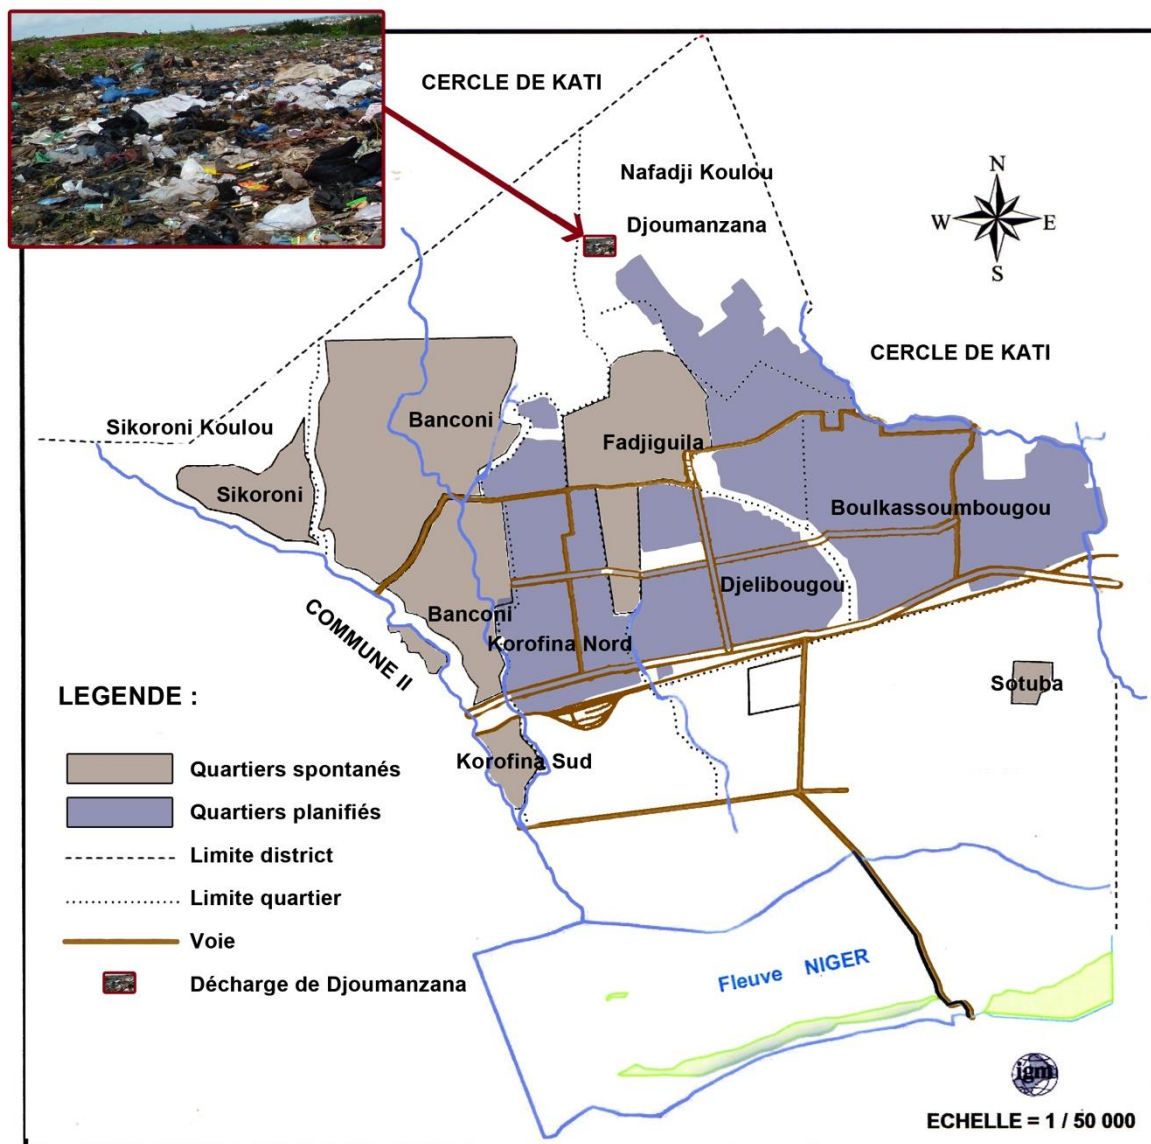 CERCLE DE KATI
Nafadji Koulou
Djoumanzana
N
W
E
S
CERCLE DE KATI
Sikoroni Koulou
Banconi
Fadjiguila
Sikoroni
Boulkassoumbougou
Djelibougou
Banconi
Korofina Nord
COMMUNE II
Sotuba
Korofina Sud
LEGENDE :
Quartiers spontanés
Quartiers planifiés
Limite district
Limite quartier
Voie
Décharge de Djoumanzana
Fleuve NIGER
igm
ECHELLE = 1 / 50 000